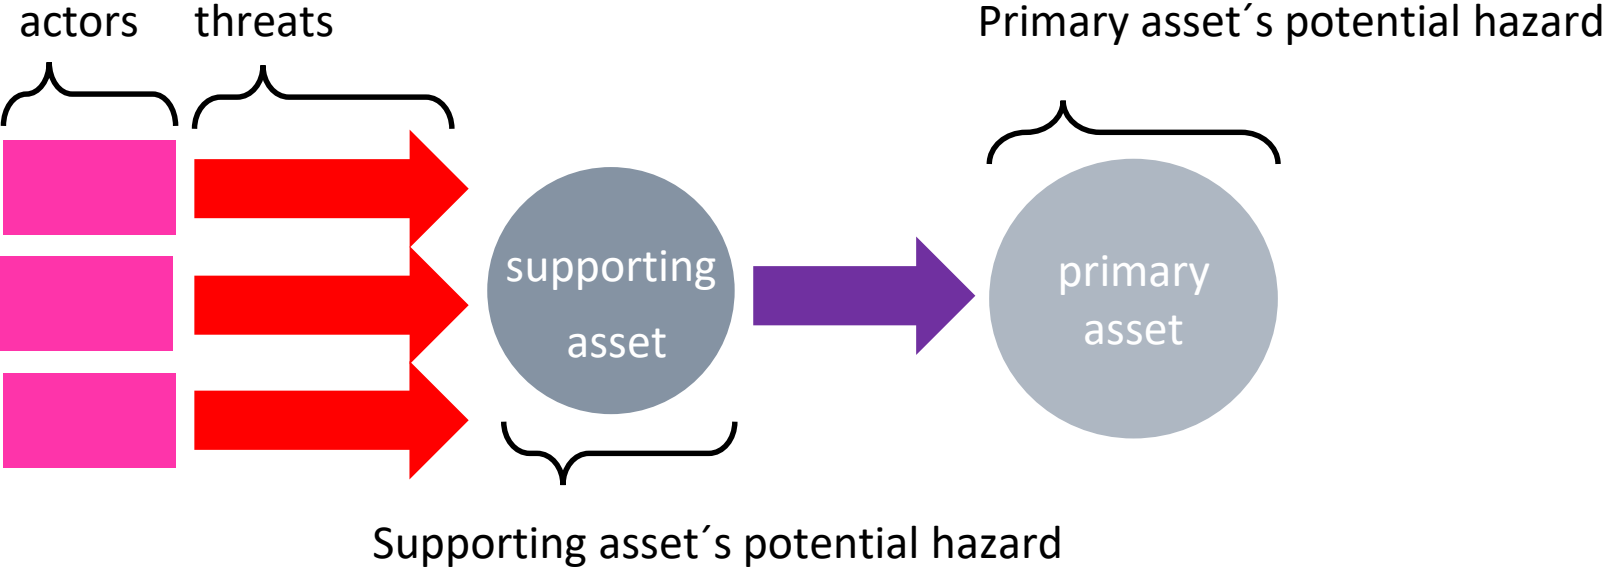 actors
threats
Primary asset´s potential hazard
supporting
asset
primary
asset
Supporting asset´s potential hazard